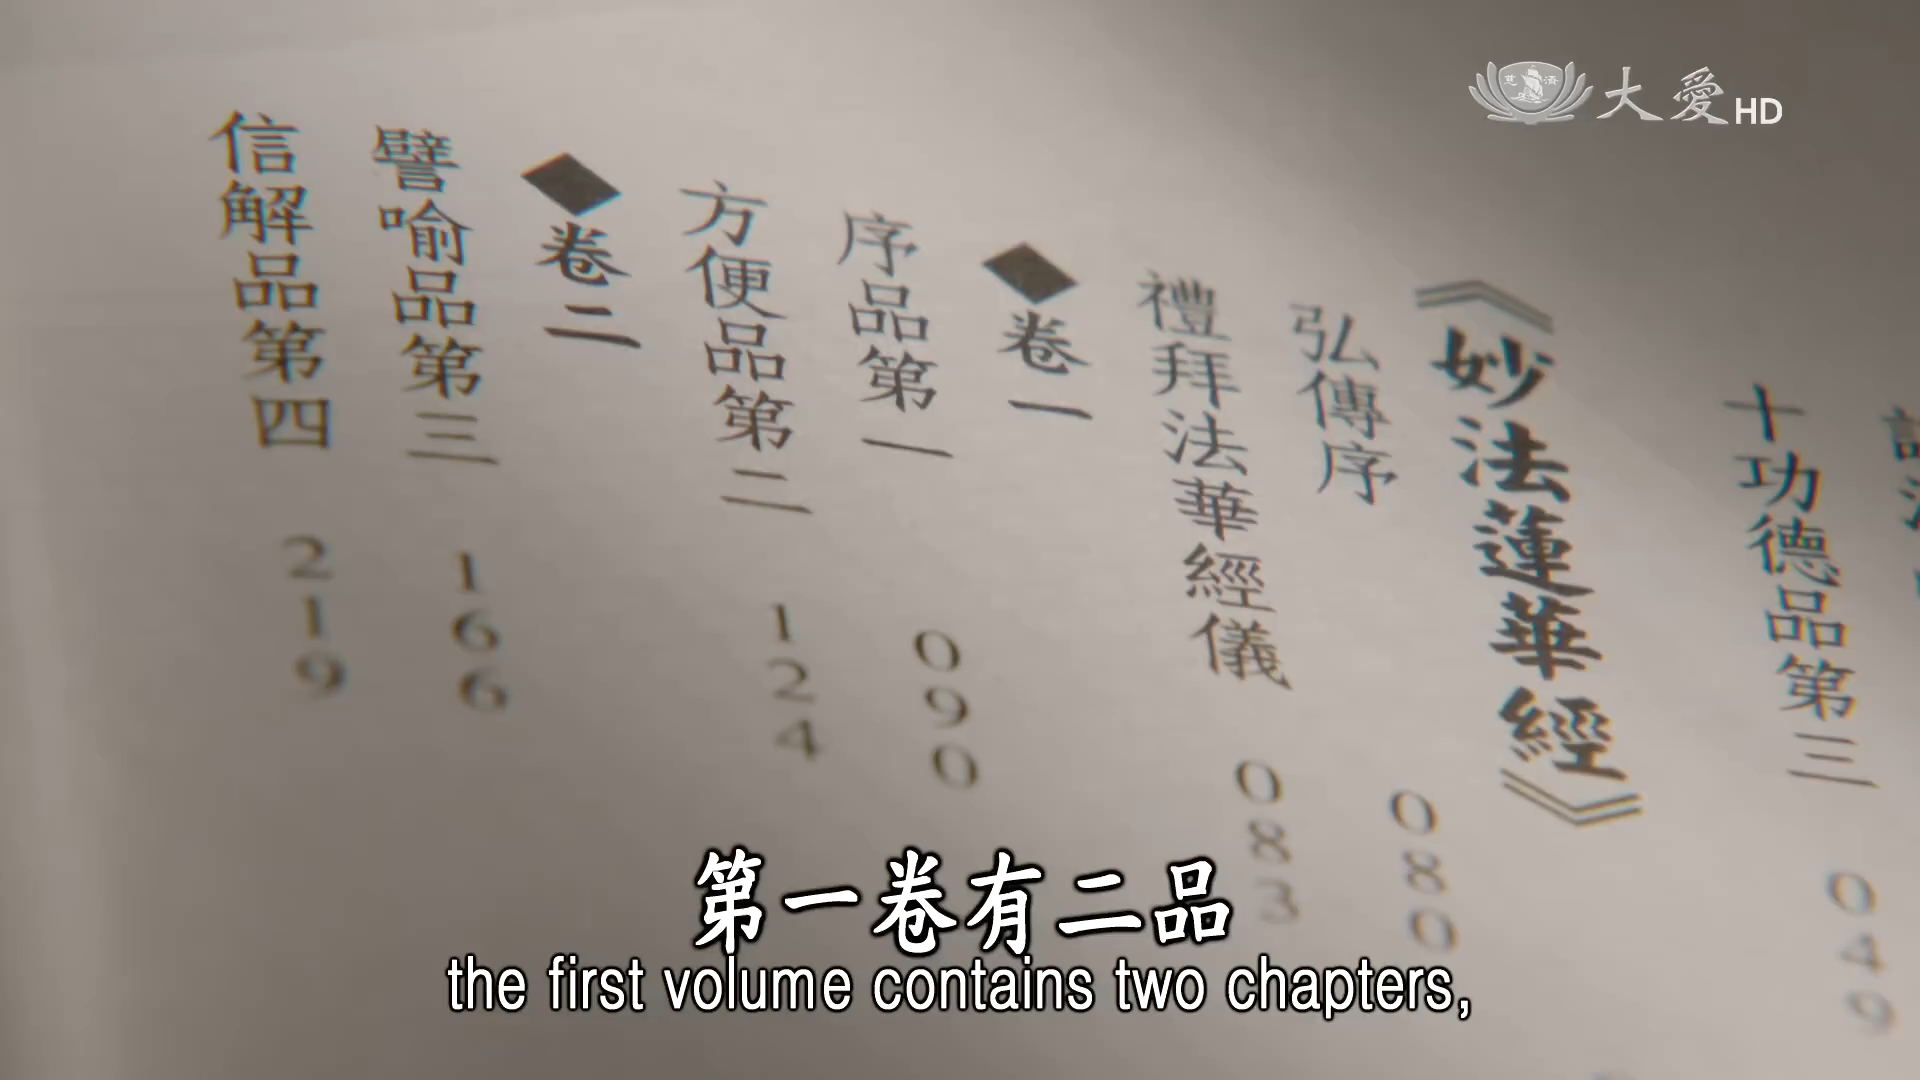 大愛HD
十功德品第三 049
《妙法蓮華經》
弘傳序 080
禮拜法華經儀 083
◆卷一
序品第一 090
方便品第二 124
◆卷二
譬喻品第三 166
信解品第四 219
第一卷有二品
the first volume contains two chapters,